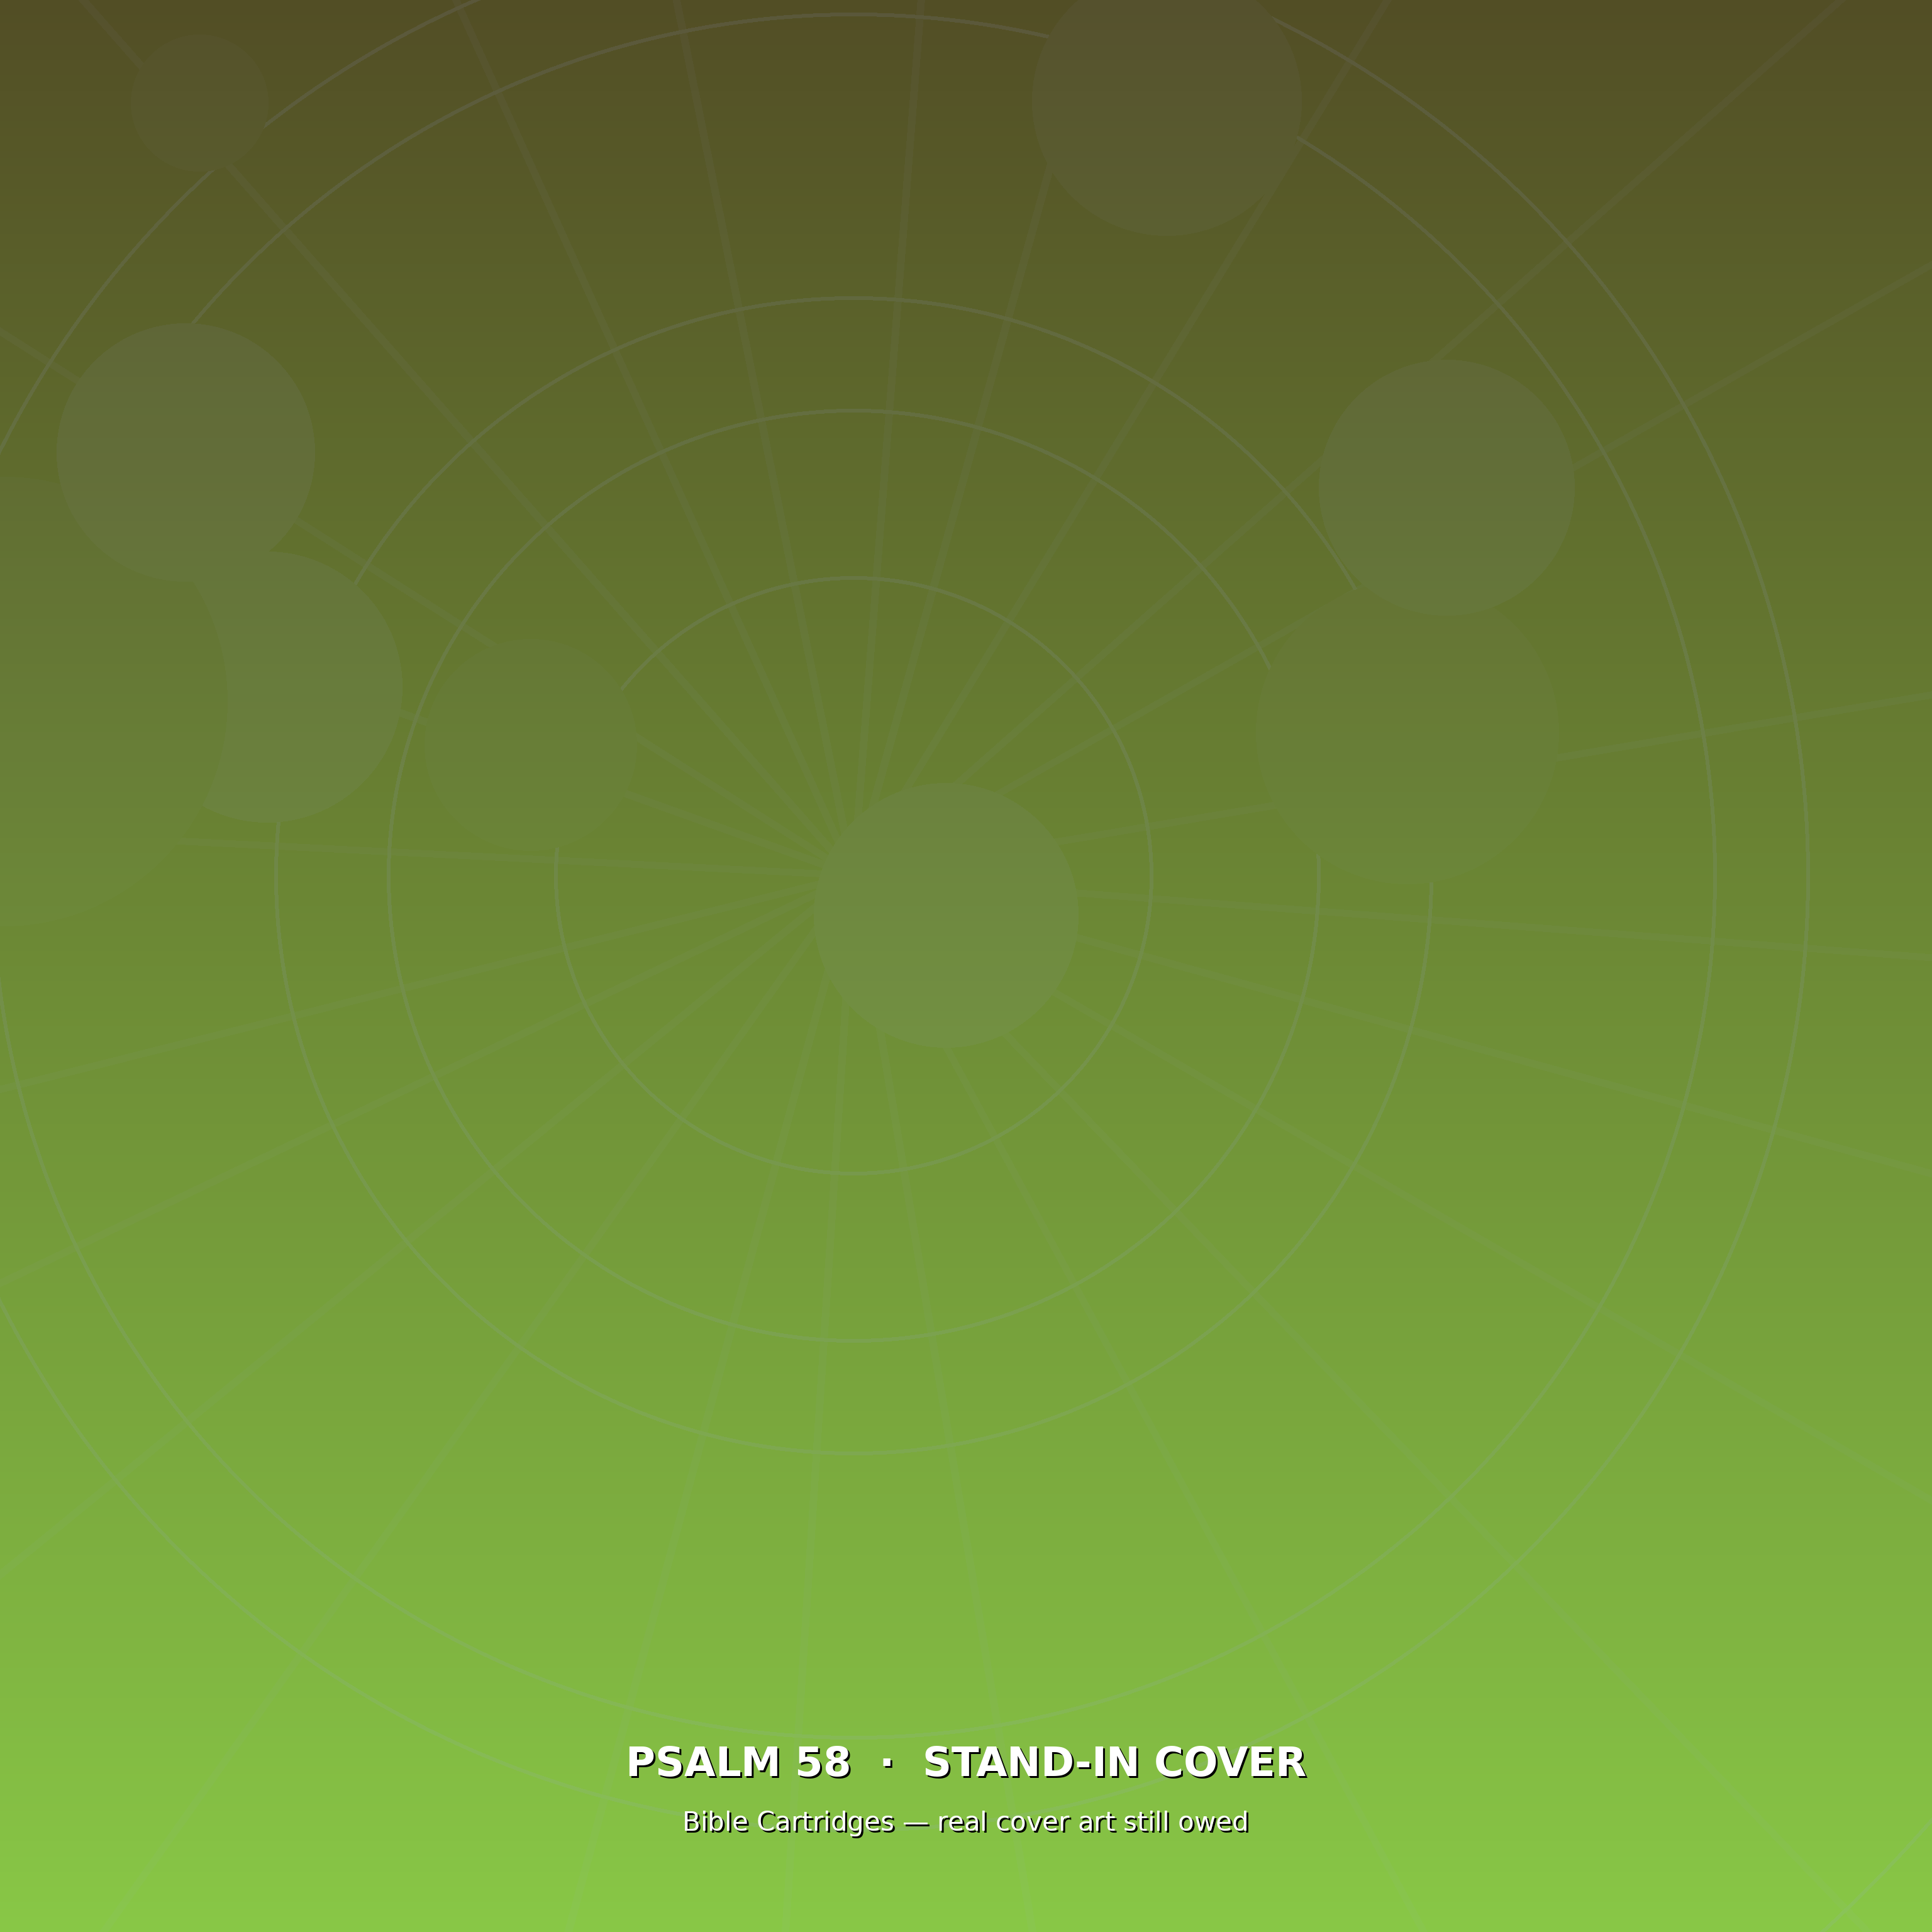 PSALM 58 · STAND-IN COVER
Bible Cartridges — real cover art still owed